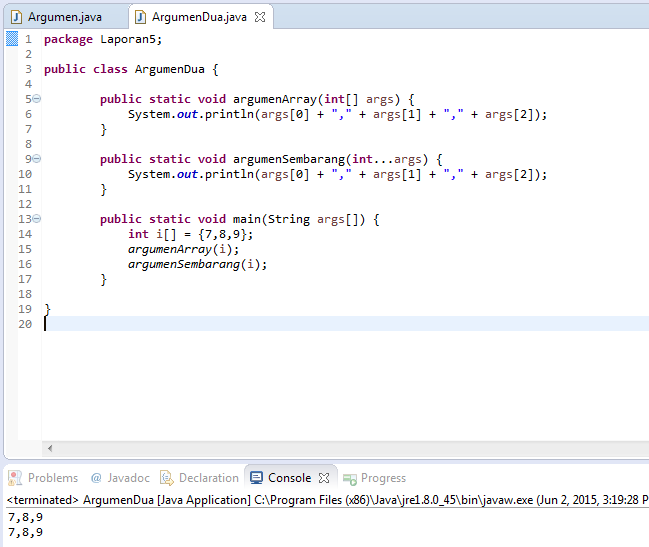 Argumen.java ArgumenDua.java
1 package Laporan5;
2
3 public class ArgumenDua {
4
5 public static void argumenArray(int[] args) {
6 System.out.println(args[0] + "," + args[1] + "," + args[2]);
7 }
8
9 public static void argumenSembarang(int...args) {
10 System.out.println(args[0] + "," + args[1] + "," + args[2]);
11 }
12
13 public static void main(String args[]) {
14 int i[] = {7,8,9};
15 argumenArray(i);
16 argumenSembarang(i);
17 }
18
19 }
20
Problems @ Javadoc Declaration Console Progress
<terminated> ArgumenDua [Java Application] C:\Program Files (x86)\Java\jre1.8.0_45\bin\javaw.exe (Jun 2, 2015, 3:19:28 P
7,8,9
7,8,9